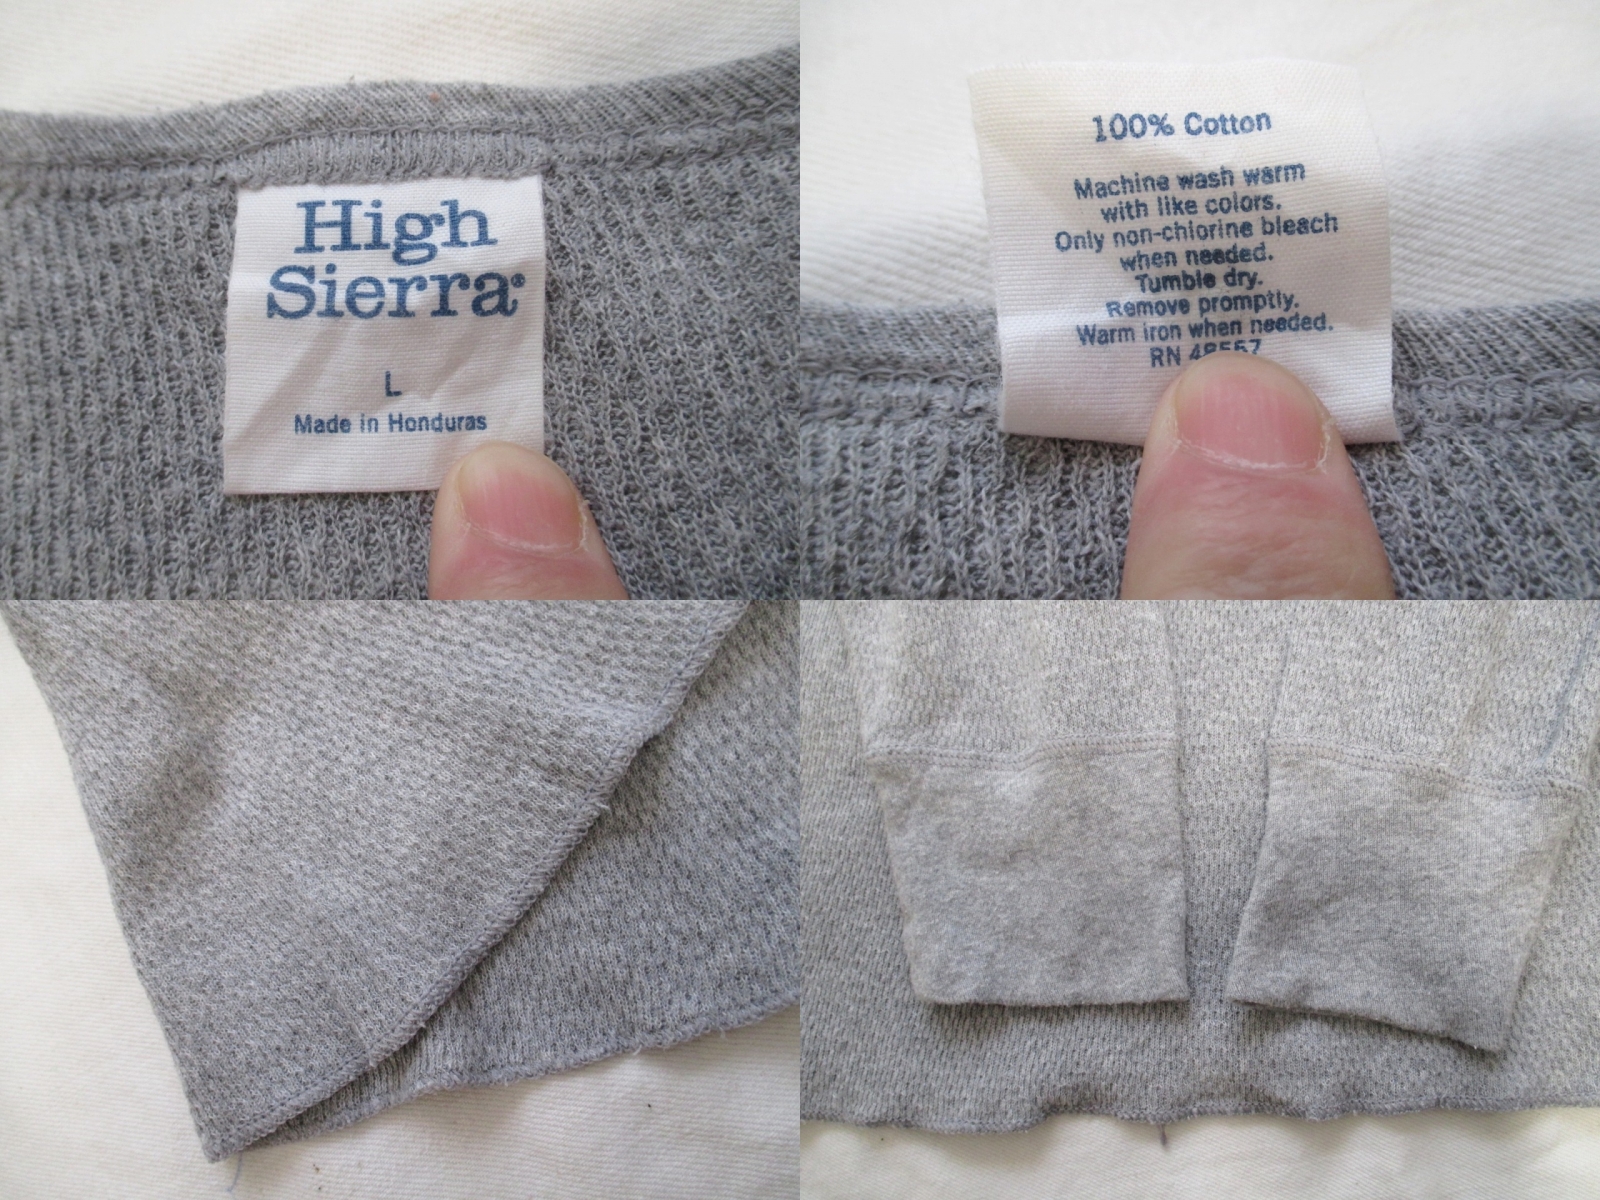 High
Sierra®
L
Made in Honduras
100% Cotton
Machine wash warm
with like colors.
Only non-chlorine bleach
when needed.
Tumble dry.
Remove promptly.
Warm iron when needed.
RN